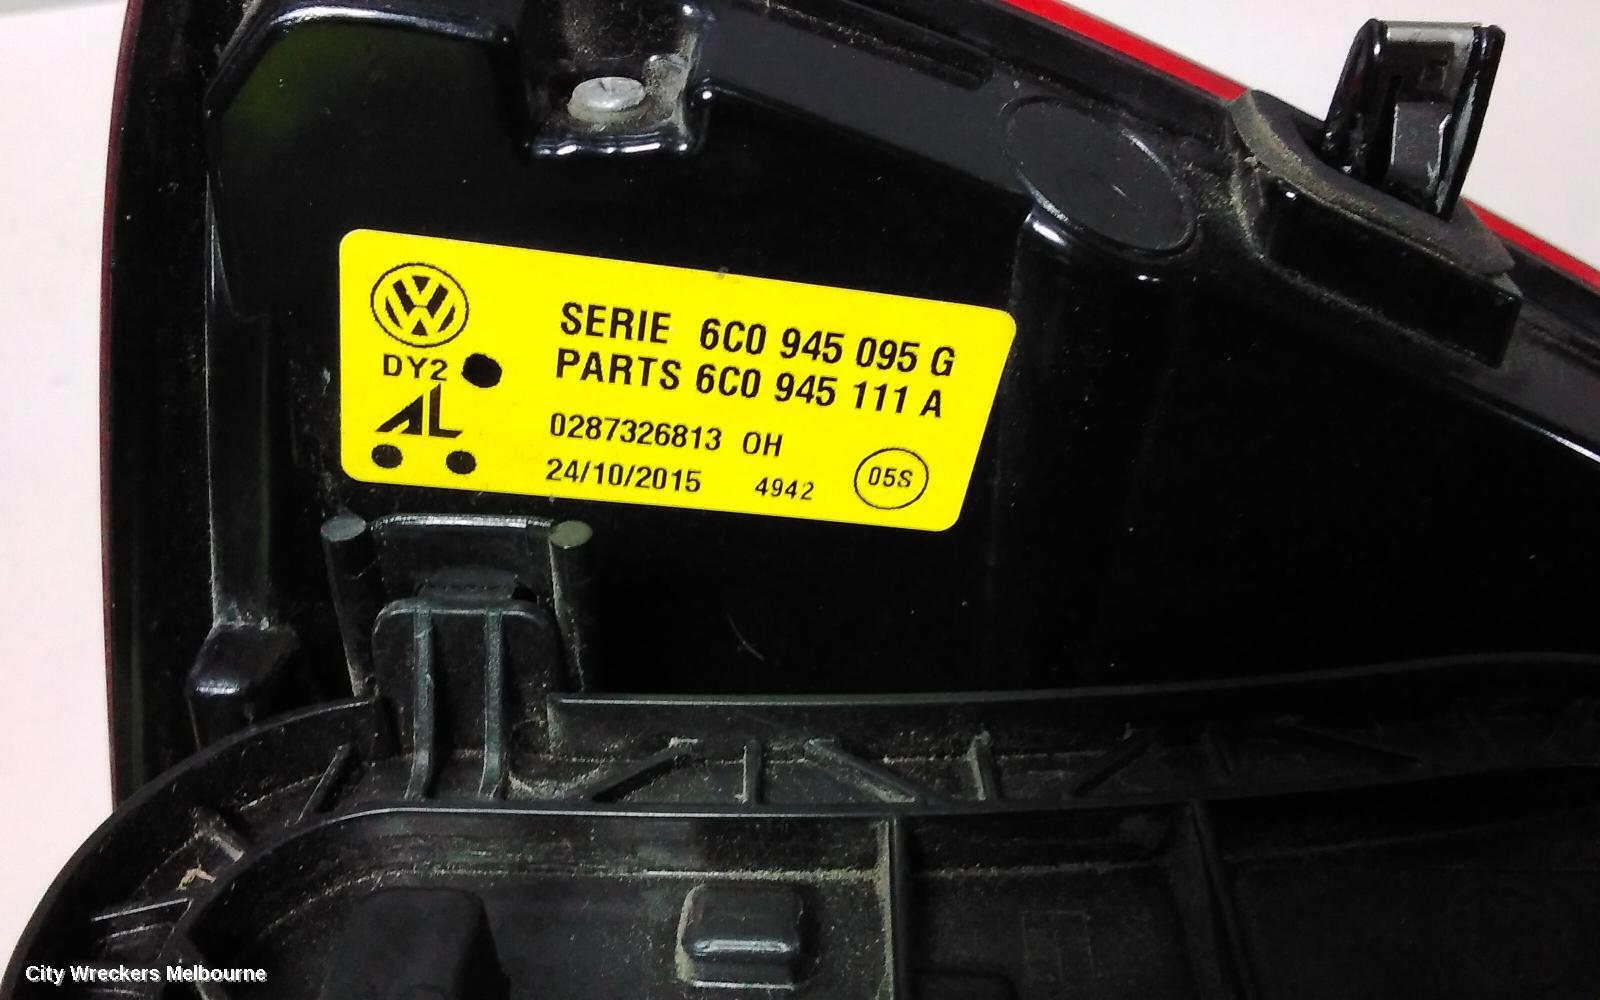 SERIE 6C0 945 095 G
PARTS 6C0 945 111 A
DY2
AL
0287326813 OH
24/10/2015 4942 05S
City Wreckers Melbourne